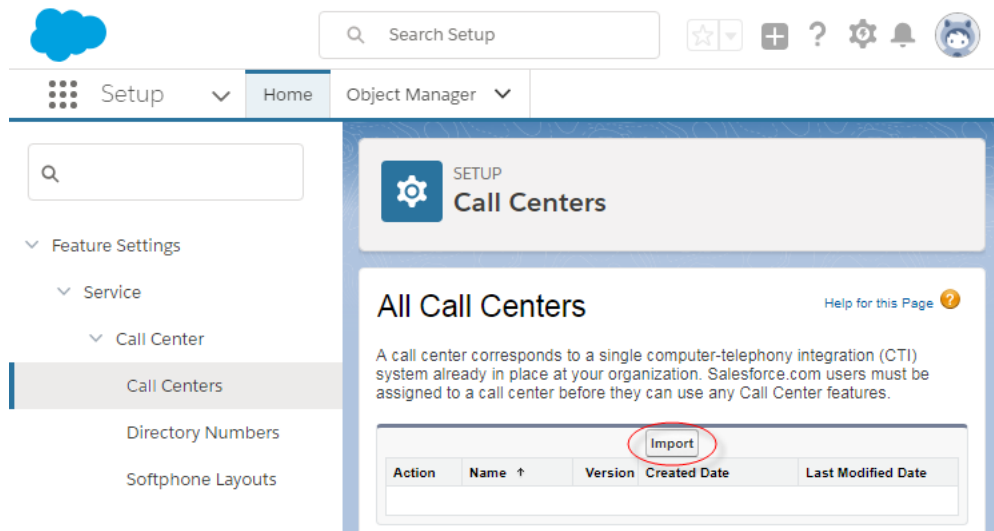 Search Setup
Setup
Home
Object Manager
Feature Settings
Service
Call Center
Call Centers
Directory Numbers
Softphone Layouts
SETUP
Call Centers
All Call Centers
Help for this Page ?
A call center corresponds to a single computer-telephony integration (CTI)
system already in place at your organization. Salesforce.com users must be
assigned to a call center before they can use any Call Center features.
Import
Action Name ↑ Version Created Date Last Modified Date